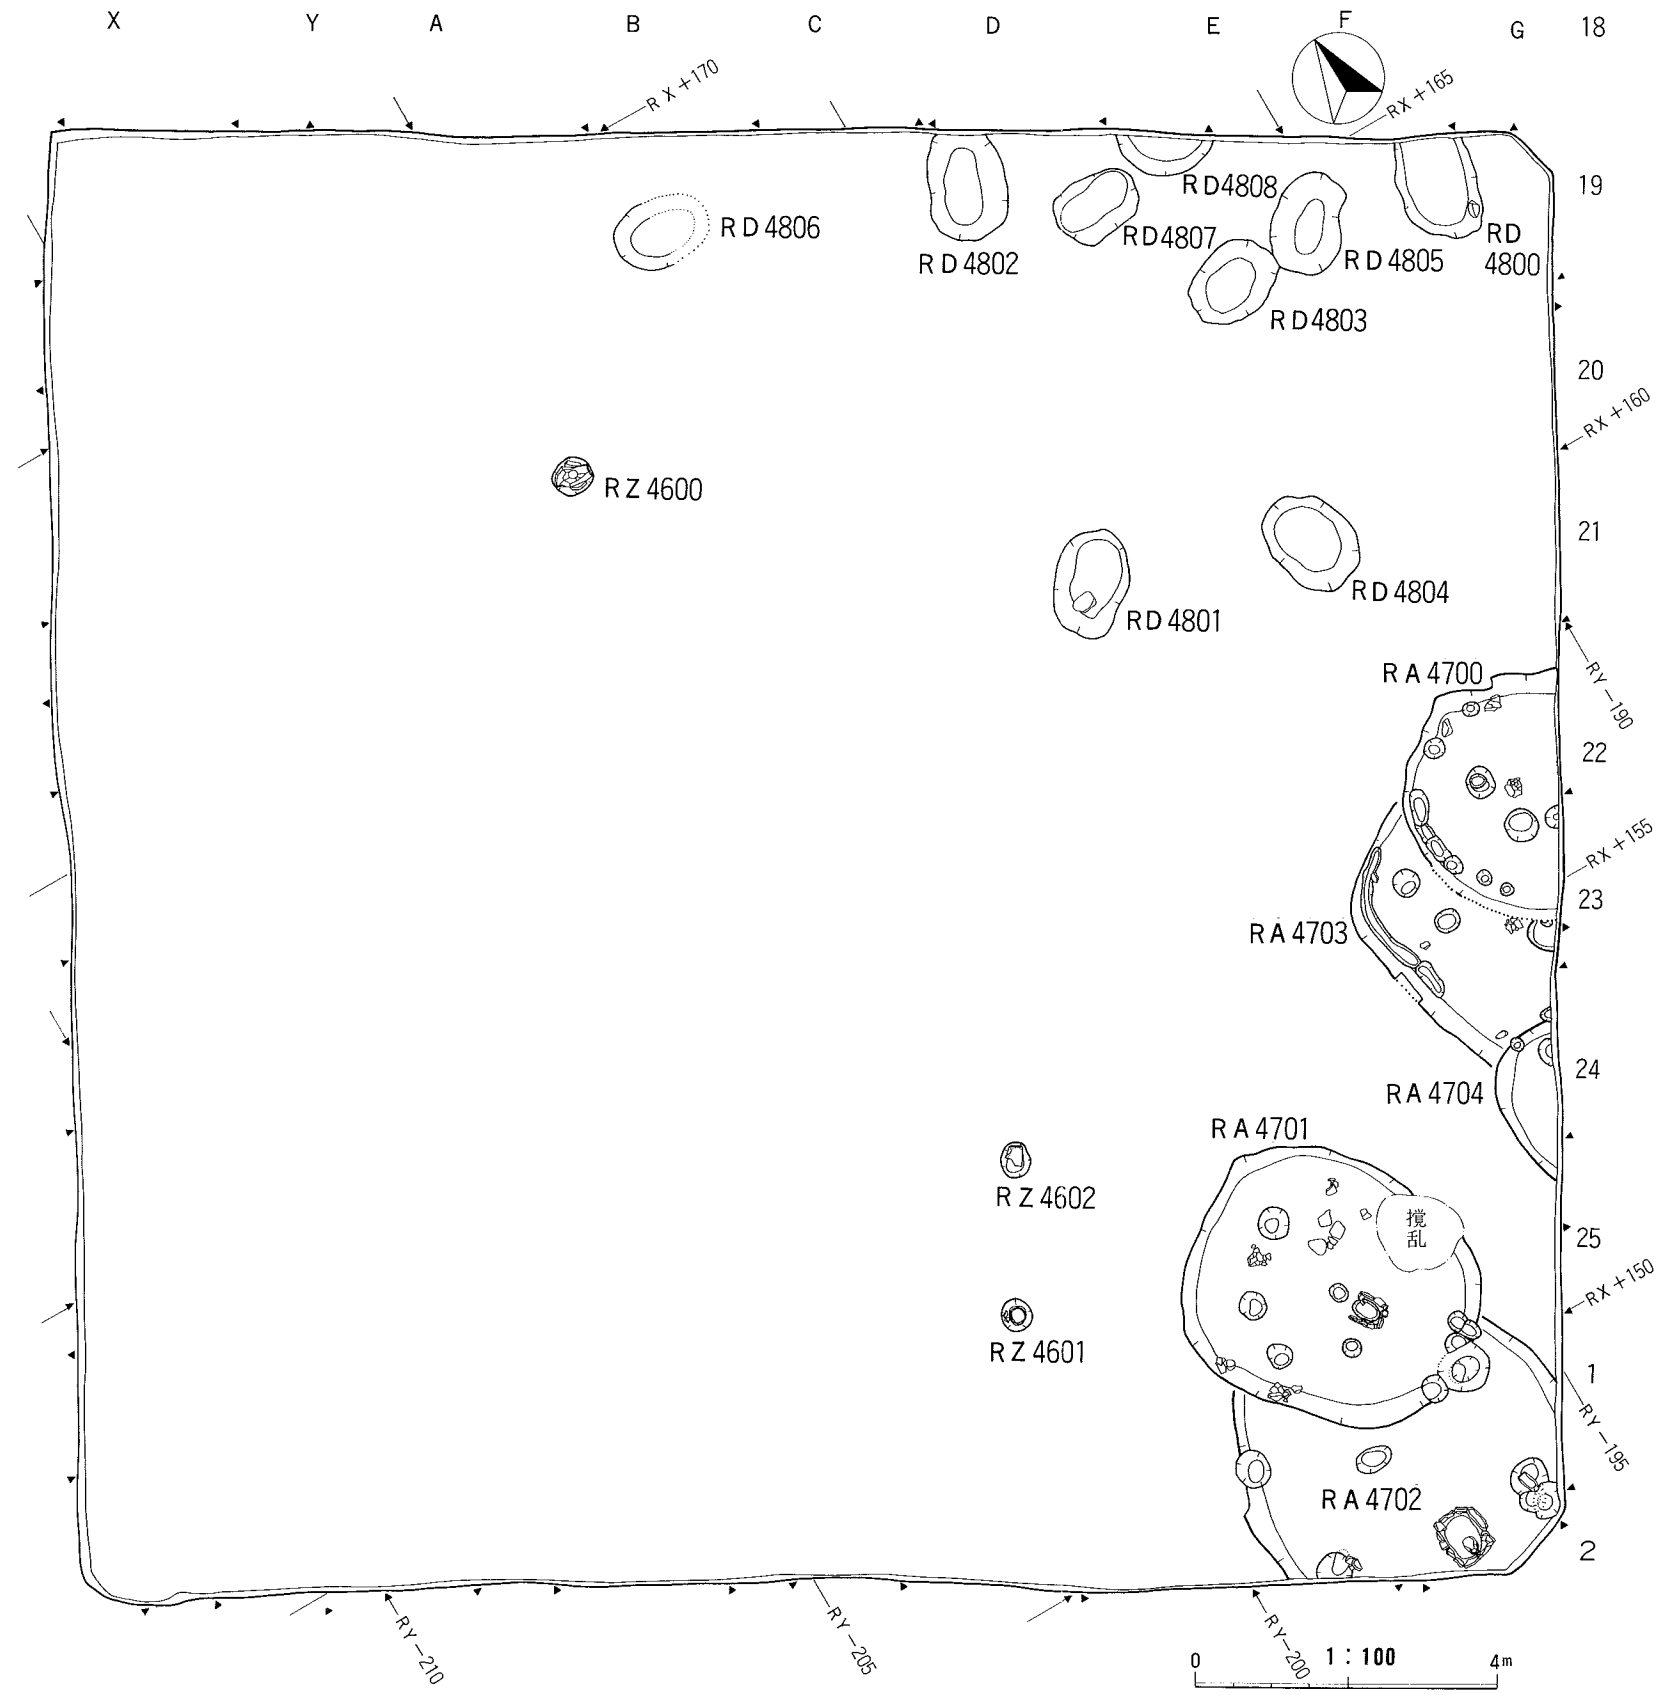 X Y A B C D E F G 18
RX+170
RX+165
19
RD4808
RD4806
RD4807
RD4802
RD4805
RD
4800
RD4803
20
RX+160
RZ4600
21
RD4804
RD4801
RA4700
RY-190
22
RX+155
23
RA4703
24
RA4704
RA4701
RZ4602
撹
乱
25
RX+150
RZ4601
1
RY-195
RA4702
2
RY-210
RY-205
RY-200
1:100
0 4m